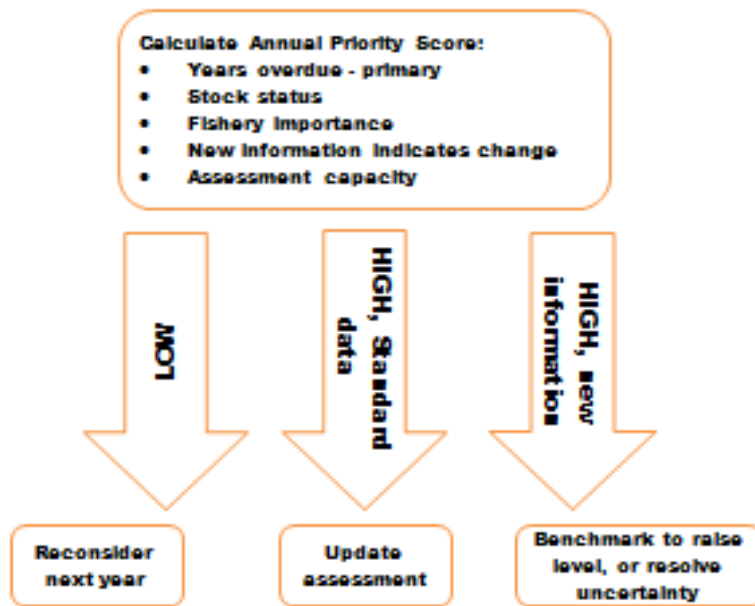 Calculate Annual Priority Score:
• Years overdue - primary
• Stock status
• Fishery Importance
• New Information Indicates change
• Assessment capacity
LOW
HIGH, Standard
data
HIGH, new
information
Reconsider
next year
Update
assessment
Benchmark to raise
level, or resolve
uncertainty